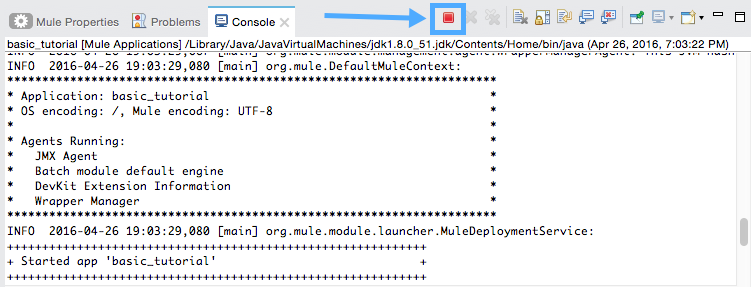 Mule Properties Problems Console
basic_tutorial [Mule Applications] /Library/Java/JavaVirtualMachines/jdk1.8.0_51.jdk/Contents/Home/bin/java (Apr 26, 2016, 7:03:22 PM)
INFO  2016-04-26 19:03:29,080 [main] org.mule.DefaultMuleContext:
**********************************************************************
* Application: basic_tutorial                                        *
* OS encoding: /, Mule encoding: UTF-8                               *
*                                                                    *
* Agents Running:                                                    *
*   JMX Agent                                                        *
*   Batch module default engine                                      *
*   DevKit Extension Information                                     *
*   Wrapper Manager                                                  *
**********************************************************************
INFO  2016-04-26 19:03:29,080 [main] org.mule.module.launcher.MuleDeploymentService:
++++++++++++++++++++++++++++++++++++++++++++++++++++++++++++
+ Started app 'basic_tutorial'                             +
++++++++++++++++++++++++++++++++++++++++++++++++++++++++++++